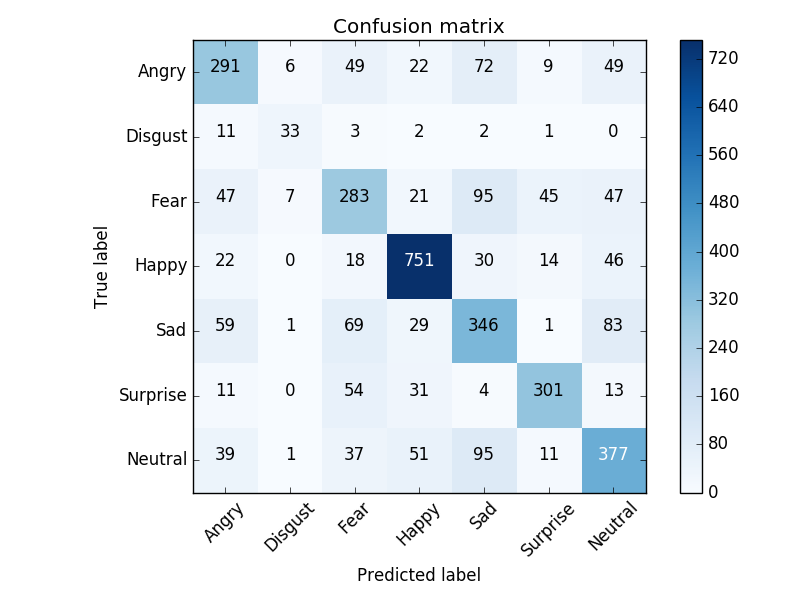 Confusion matrix
Angry 291 6 49 22 72 9 49
Disgust 11 33 3 2 2 1 0
Fear 47 7 283 21 95 45 47
Happy 22 0 18 751 30 14 46
Sad 59 1 69 29 346 1 83
Surprise 11 0 54 31 4 301 13
Neutral 39 1 37 51 95 11 377
Angry Disgust Fear Happy Sad Surprise Neutral
True label
Predicted label
720
640
560
480
400
320
240
160
80
0